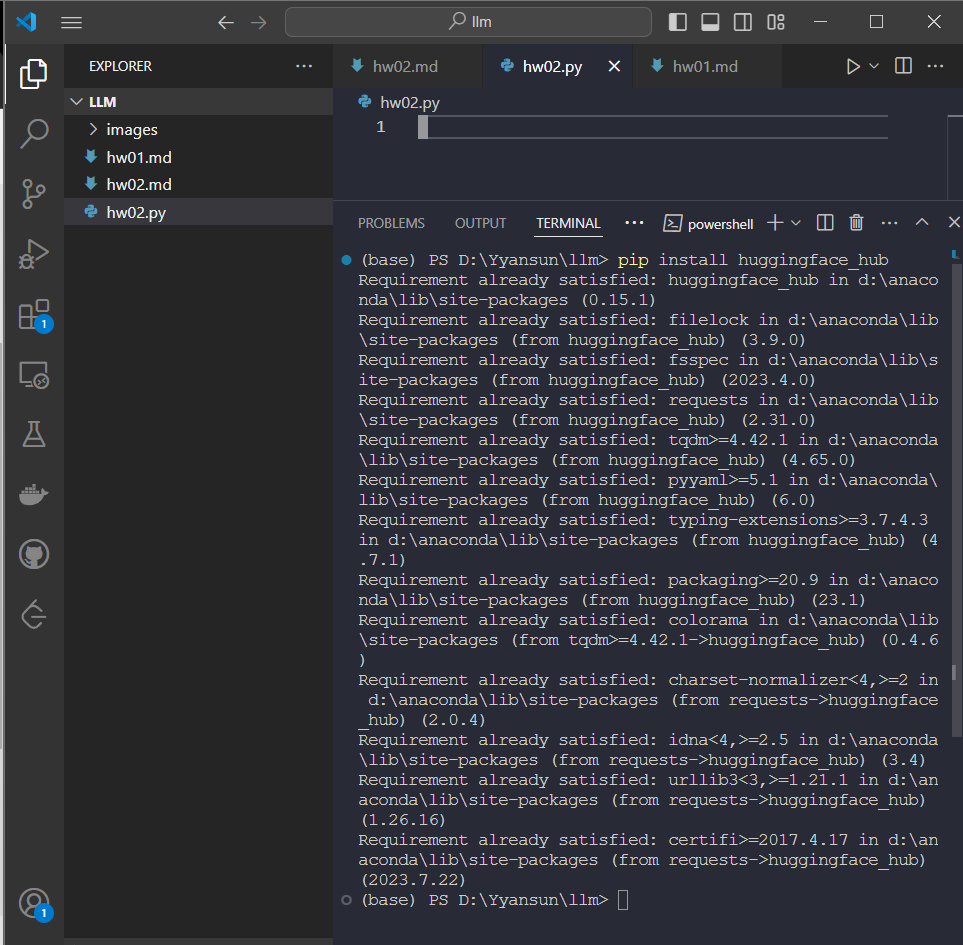 llm
EXPLORER
hw02.md
hw02.py
hw01.md
LLM
hw02.py
images
1
hw01.md
hw02.md
hw02.py
PROBLEMS OUTPUT TERMINAL powershell
(base) PS D:\Yyansun\llm> pip install huggingface_hub
Requirement already satisfied: huggingface_hub in d:\anaco
nda\lib\site-packages (0.15.1)
Requirement already satisfied: filelock in d:\anaconda\lib
\site-packages (from huggingface_hub) (3.9.0)
Requirement already satisfied: fsspec in d:\anaconda\lib\s
ite-packages (from huggingface_hub) (2023.4.0)
Requirement already satisfied: requests in d:\anaconda\lib
\site-packages (from huggingface_hub) (2.31.0)
Requirement already satisfied: tqdm>=4.42.1 in d:\anaconda
\lib\site-packages (from huggingface_hub) (4.65.0)
Requirement already satisfied: pyyaml>=5.1 in d:\anaconda\
lib\site-packages (from huggingface_hub) (6.0)
Requirement already satisfied: typing-extensions>=3.7.4.3
in d:\anaconda\lib\site-packages (from huggingface_hub) (4
.7.1)
Requirement already satisfied: packaging>=20.9 in d:\anaco
nda\lib\site-packages (from huggingface_hub) (23.1)
Requirement already satisfied: colorama in d:\anaconda\lib
\site-packages (from tqdm>=4.42.1->huggingface_hub) (0.4.6
)
Requirement already satisfied: charset-normalizer<4,>=2 in
d:\anaconda\lib\site-packages (from requests->huggingface
_hub) (2.0.4)
Requirement already satisfied: idna<4,>=2.5 in d:\anaconda
\lib\site-packages (from requests->huggingface_hub) (3.4)
Requirement already satisfied: urllib3<3,>=1.21.1 in d:\an
aconda\lib\site-packages (from requests->huggingface_hub)
(1.26.16)
Requirement already satisfied: certifi>=2017.4.17 in d:\an
aconda\lib\site-packages (from requests->huggingface_hub)
(2023.7.22)
(base) PS D:\Yyansun\llm>
1
1